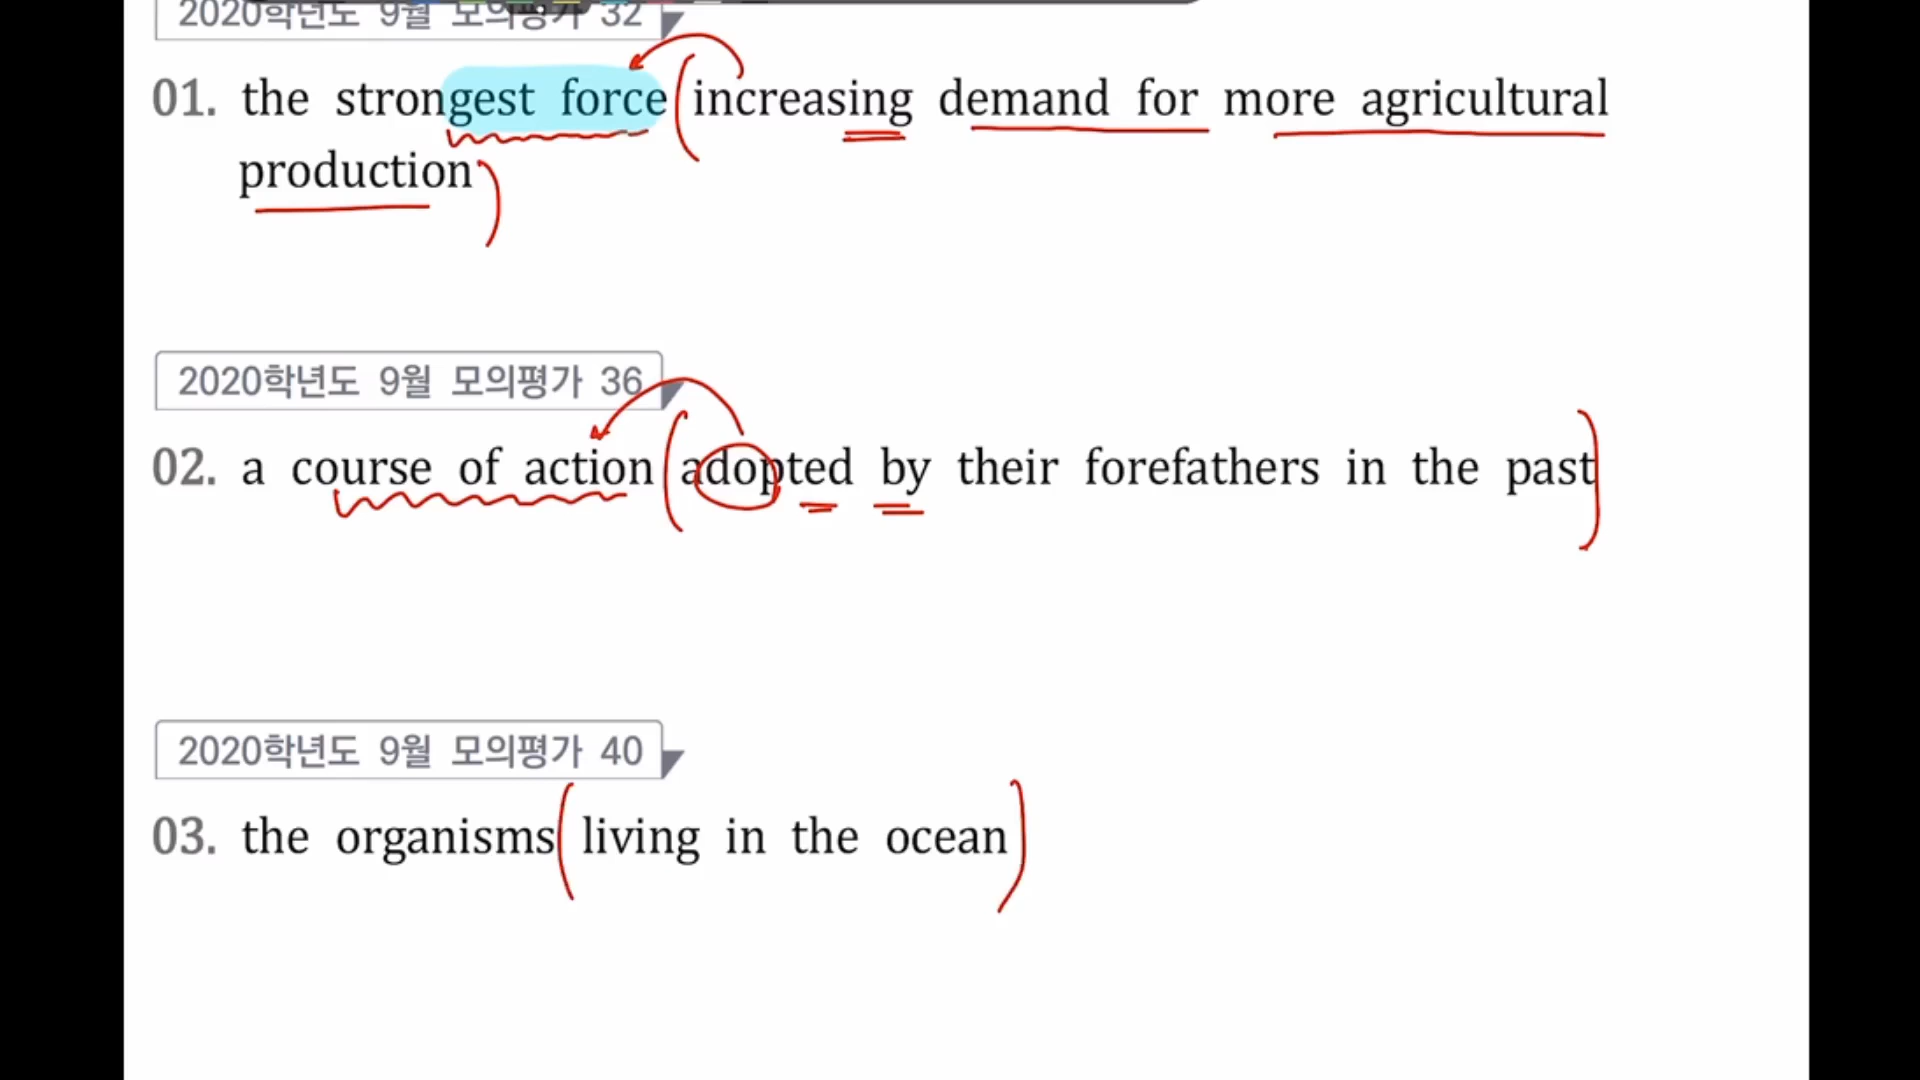 2020학년도 9월 모의평가 32
01. the strongest force increasing demand for more agricultural
production
2020학년도 9월 모의평가 36
02. a course of action adopted by their forefathers in the past
2020학년도 9월 모의평가 40
03. the organisms living in the ocean